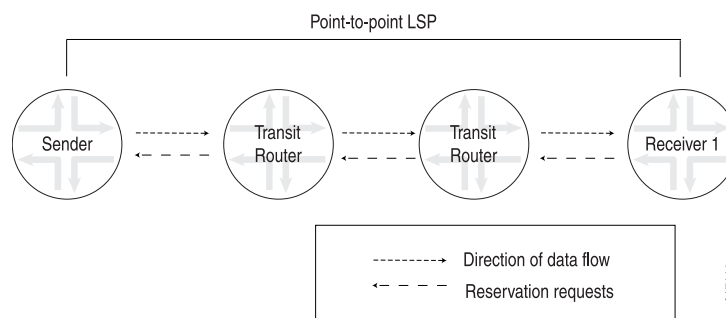 Point-to-point LSP
Sender
Transit
Router
Transit
Router
Receiver 1
Direction of data flow
Reservation requests